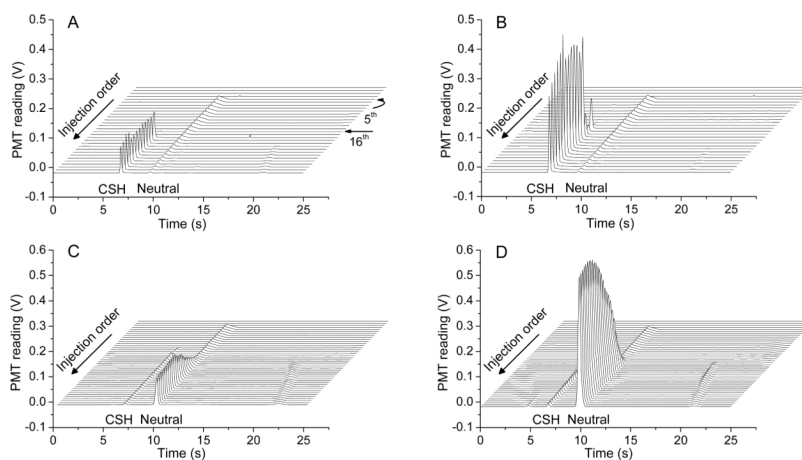 A
0.5
0.4
0.3
0.2
0.1
0.0
-0.1
PMT reading (V)
Injection order
5th
16th
CSH Neutral
0 5 10 15 20 25
Time (s)
B
0.5
0.4
0.3
0.2
0.1
0.0
-0.1
PMT reading (V)
Injection order
CSH Neutral
0 5 10 15 20 25
Time (s)
C
0.6
0.5
0.4
0.3
0.2
0.1
0.0
-0.1
PMT reading (V)
Injection order
CSH Neutral
0 5 10 15 20 25
Time (s)
D
0.6
0.5
0.4
0.3
0.2
0.1
0.0
-0.1
PMT reading (V)
Injection order
CSH Neutral
0 5 10 15 20 25
Time (s)